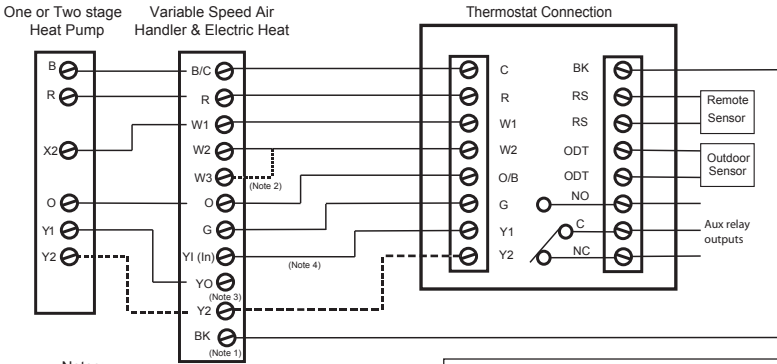 One or Two stage
Heat Pump
Variable Speed Air
Handler & Electric Heat
Thermostat Connection
B
R
X2
O
Y1
Y2
B/C
R
W1
W2
W3
(Note 2)
O
G
YI (In)
(Note 4)
YO
(Note 3)
Y2
BK
(Note 1)
C
R
W1
W2
O/B
G
Y1
Y2
BK
RS
RS
ODT
ODT
NO
C
NC
Remote
Sensor
Outdoor
Sensor
Aux relay
outputs